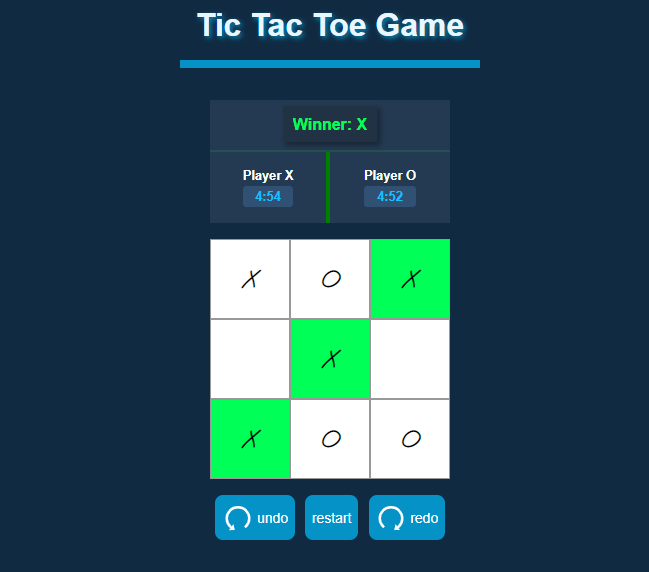 Tic Tac Toe Game
Winner: X
Player X Player O
4:54 4:52
X O X
X
X O O
undo restart redo